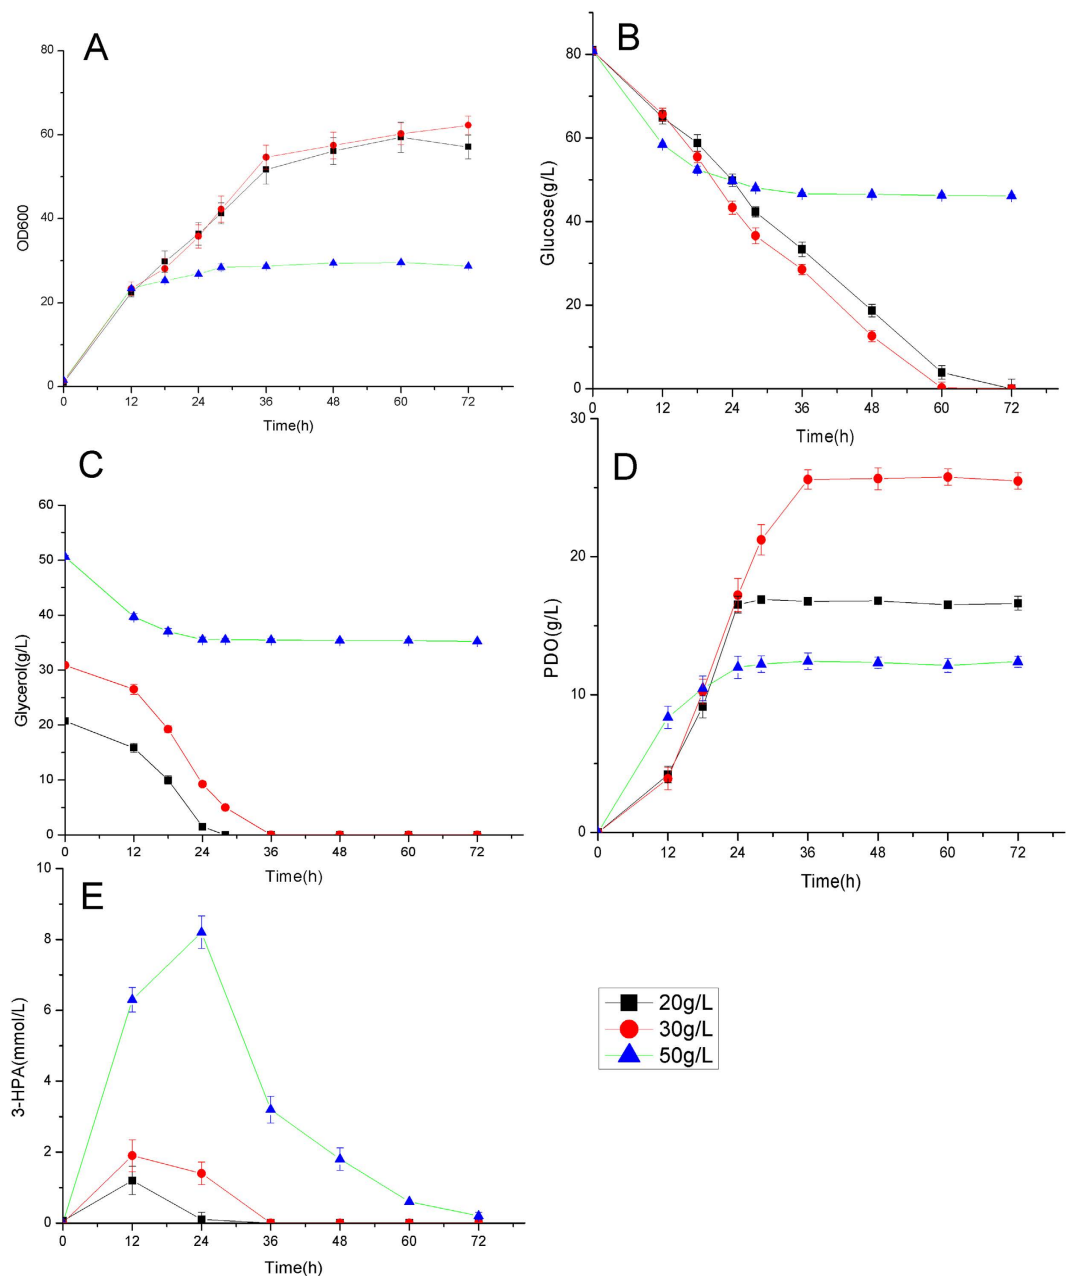 A
80
60
40
20
0
OD600
0 12 24 36 48 60 72
Time(h)
B
80
60
40
20
0
Glucose(g/L)
0 12 24 36 48 60 72
Time(h)
C
60
50
40
30
20
10
0
Glycerol(g/L)
0 12 24 36 48 60 72
Time(h)
D
30
20
10
0
PDO(g/L)
0 12 24 36 48 60 72
Time(h)
E
10
8
6
4
2
0
3-HPA(mmol/L)
0 12 24 36 48 60 72
Time(h)
20g/L
30g/L
50g/L